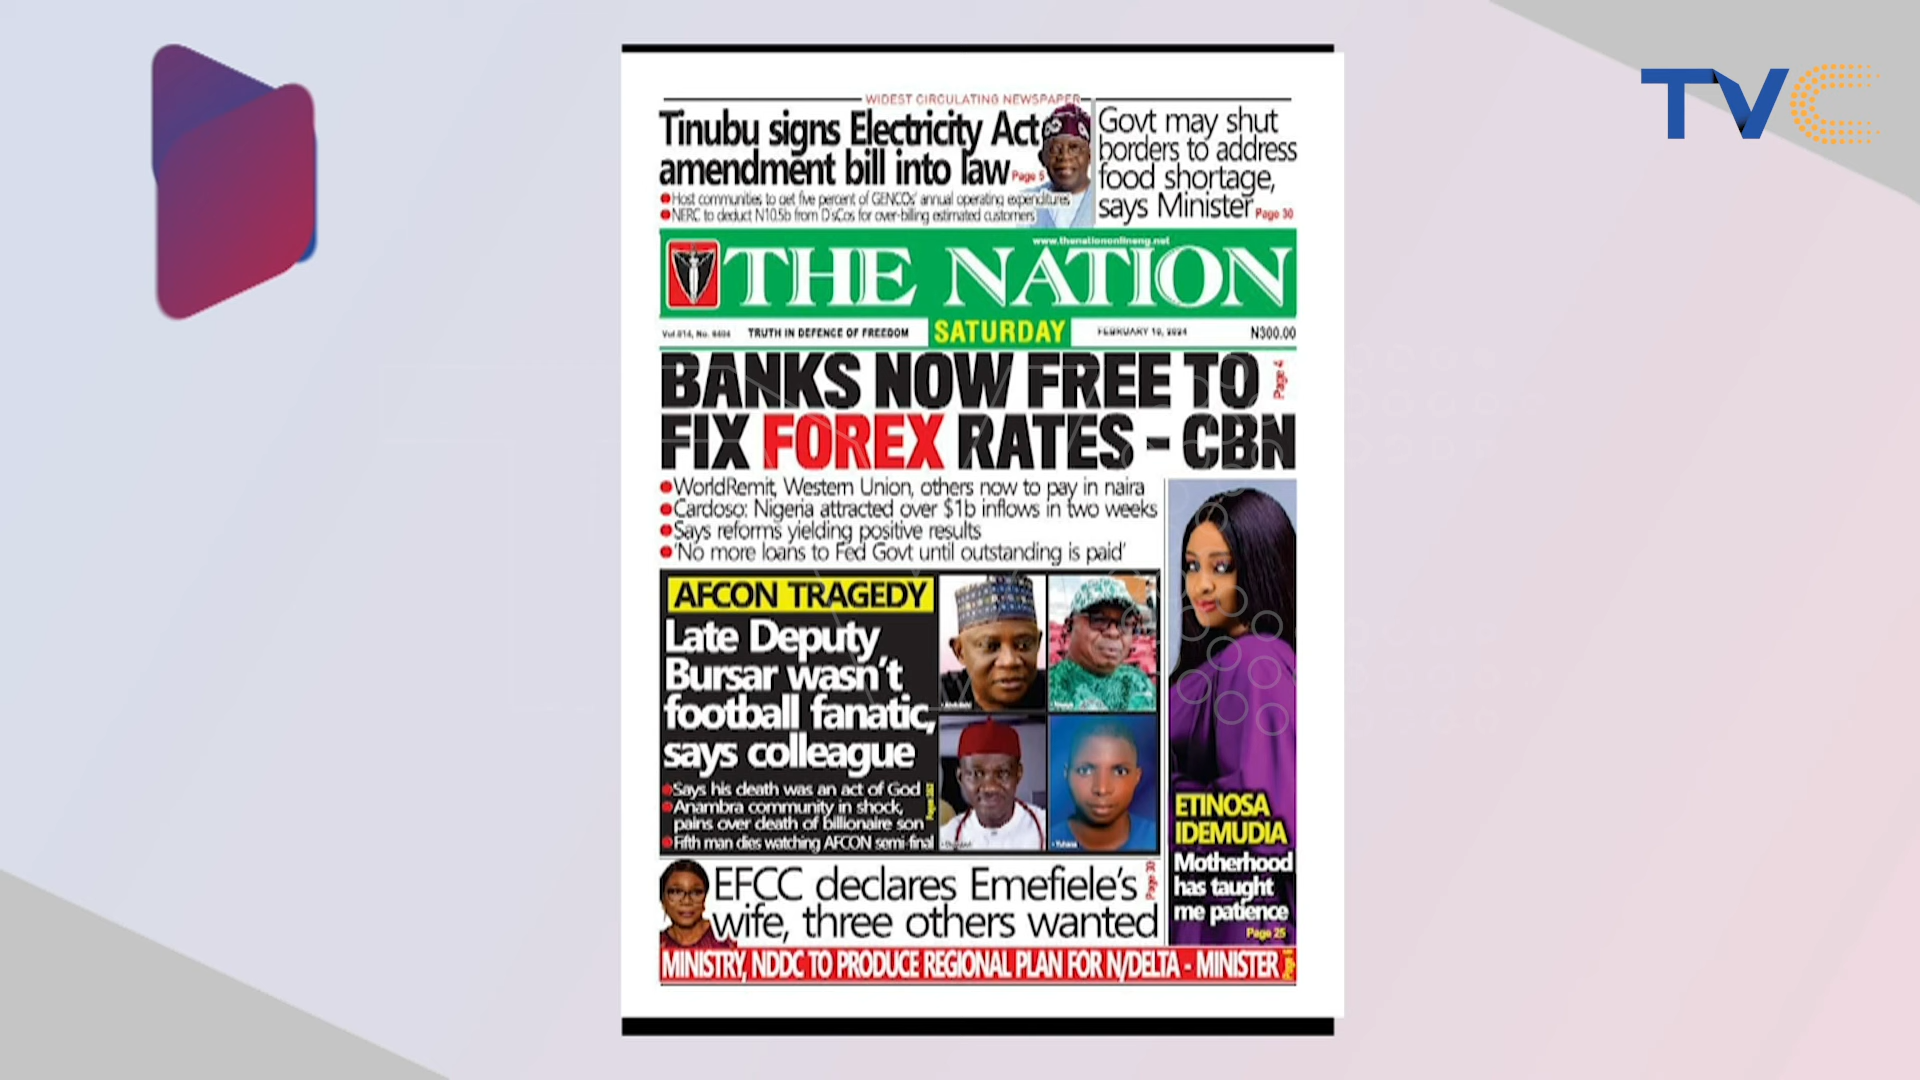 TVC
WIDEST CIRCULATING NEWSPAPER
Tinubu signs Electricity Act
amendment bill into law Page 5
Host communities to get five percent of GENCOs' annual operating expenditures
NERC to deduct N10.5b from DisCos for over-billing estimated customers
Govt may shut
borders to address
food shortage,
says Minister Page 30
www.thenationonlineng.net
THE NATION
TRUTH IN DEFENCE OF FREEDOM
SATURDAY
FEBRUARY 10, 2024
N300.00
BANKS NOW FREE TO
FIX FOREX RATES - CBN
Page 4
WorldRemit, Western Union, others now to pay in naira
Cardoso: Nigeria attracted over $1b inflows in two weeks
Says reforms yielding positive results
'No more loans to Fed Govt until outstanding is paid'
AFCON TRAGEDY
Late Deputy
Bursar wasn't
football fanatic,
says colleague
Says his death was an act of God
Anambra community in shock,
pains over death of billionaire son
Fifth man dies watching AFCON semi-final
ETINOSA
IDEMUDIA
Motherhood
has taught
me patience
Page 25
EFCC declares Emefiele's
wife, three others wanted
Page 30
MINISTRY, NDDC TO PRODUCE REGIONAL PLAN FOR N/DELTA - MINISTER